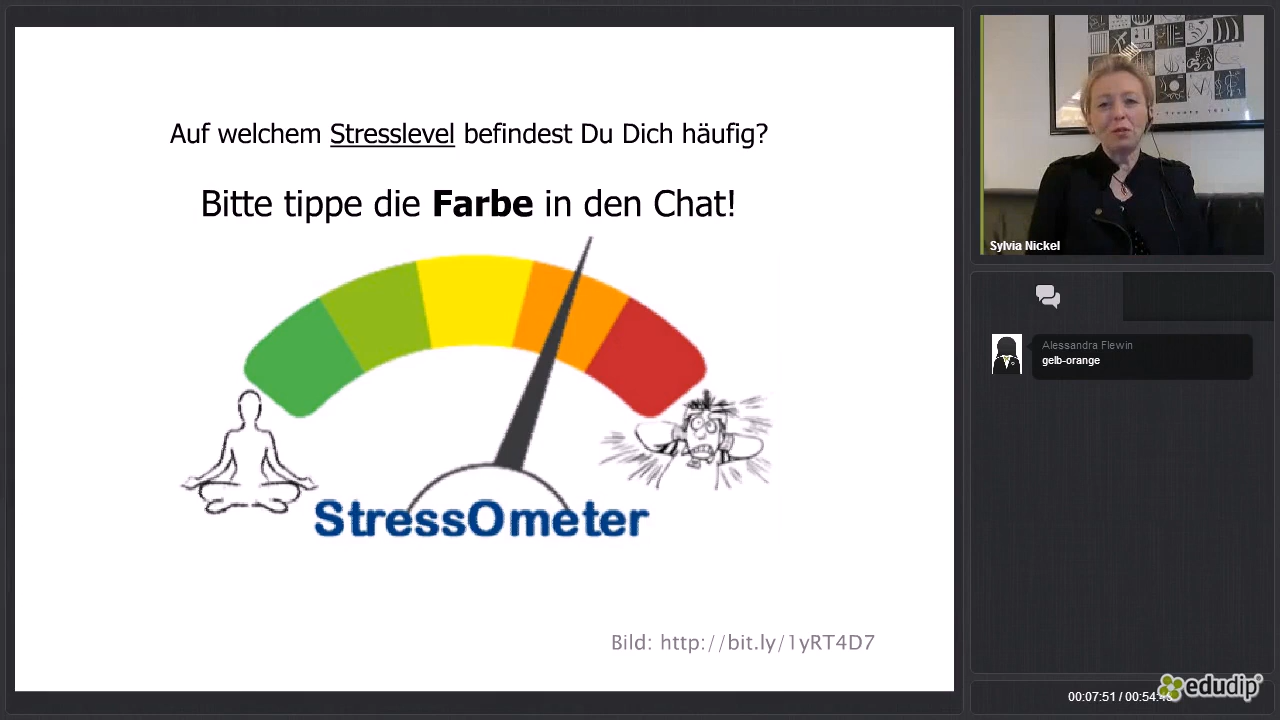 Auf welchem Stresslevel befindest Du Dich häufig?
Bitte tippe die Farbe in den Chat!
StressOmeter
Bild: http://bit.ly/1yRT4D7
Sylvia Nickel
Alessandra Flewin
gelb-orange
00:07:51 / 00:54:
edudip